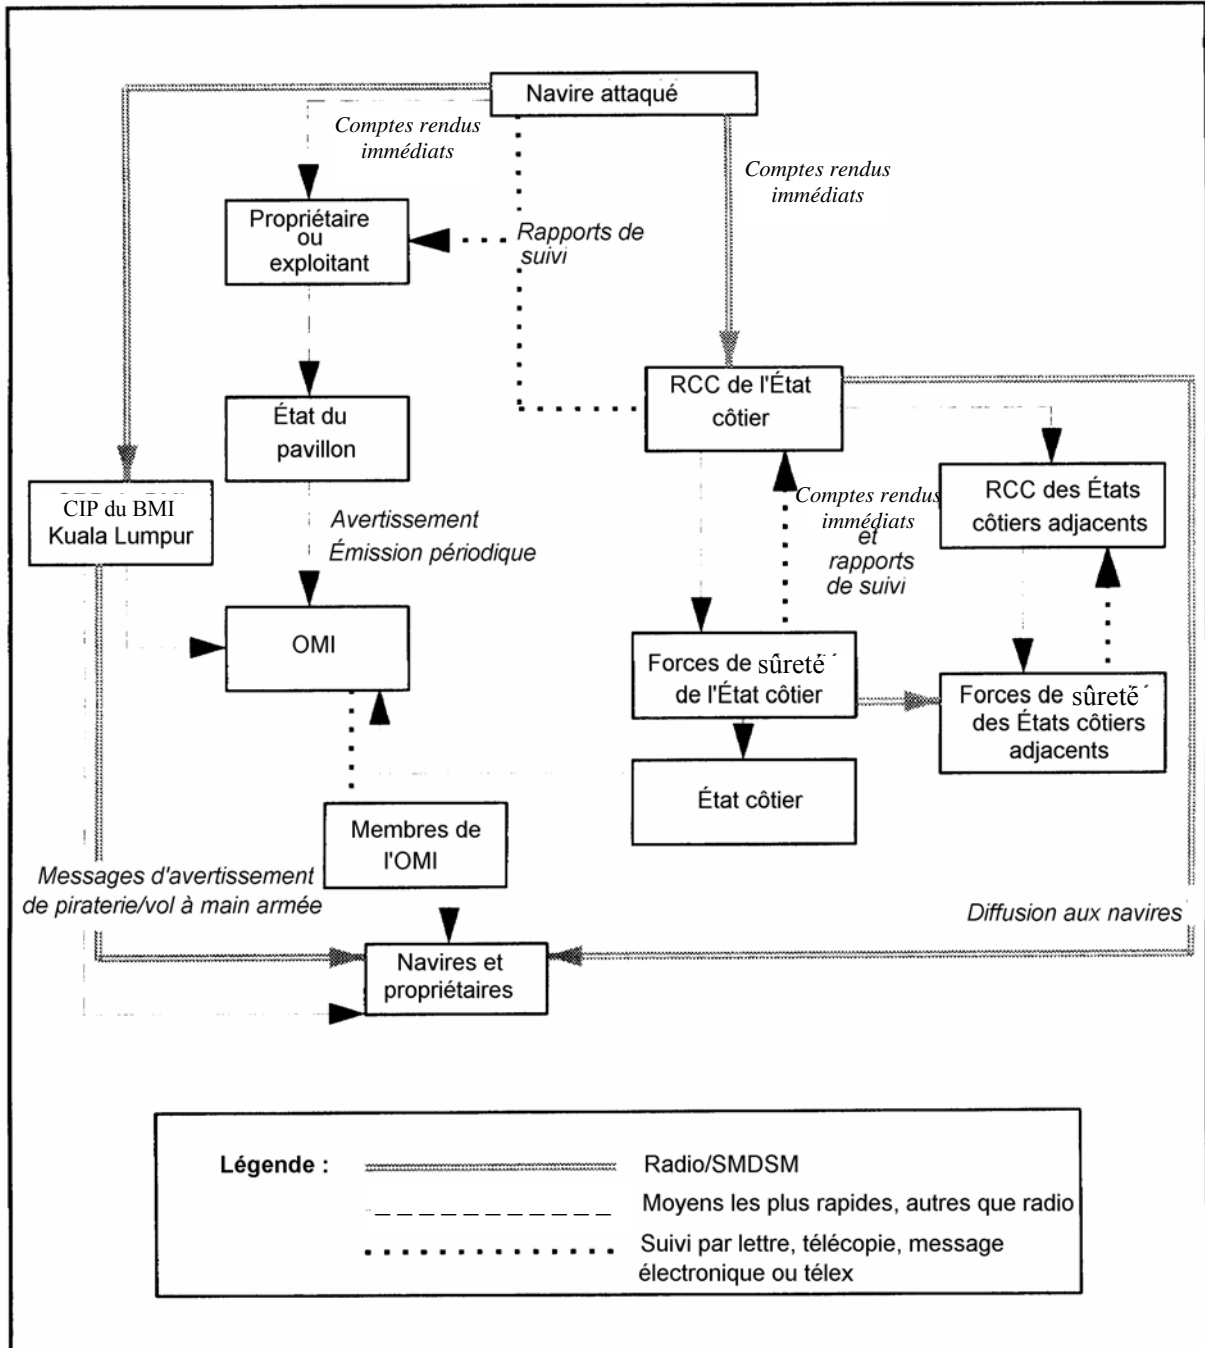 Navire attaqué
Comptes rendus
immédiats
Comptes rendus
immédiats
Propriétaire
ou
exploitant
Rapports de
suivi
RCC de l'État
côtier
État du
pavillon
CIP du BMI
Kuala Lumpur
Avertissement
Émission périodique
Comptes rendus
immédiats
et
rapports
de suivi
RCC des États
côtiers adjacents
OMI
Forces de sûreté
de l'État côtier
Forces de sûreté
des États côtiers
adjacents
État côtier
Membres de
l'OMI
Messages d'avertissement
de piraterie/vol à main armée
Diffusion aux navires
Navires et
propriétaires
Légende :
Radio/SMDSM
Moyens les plus rapides, autres que radio
Suivi par lettre, télécopie, message
électronique ou télex